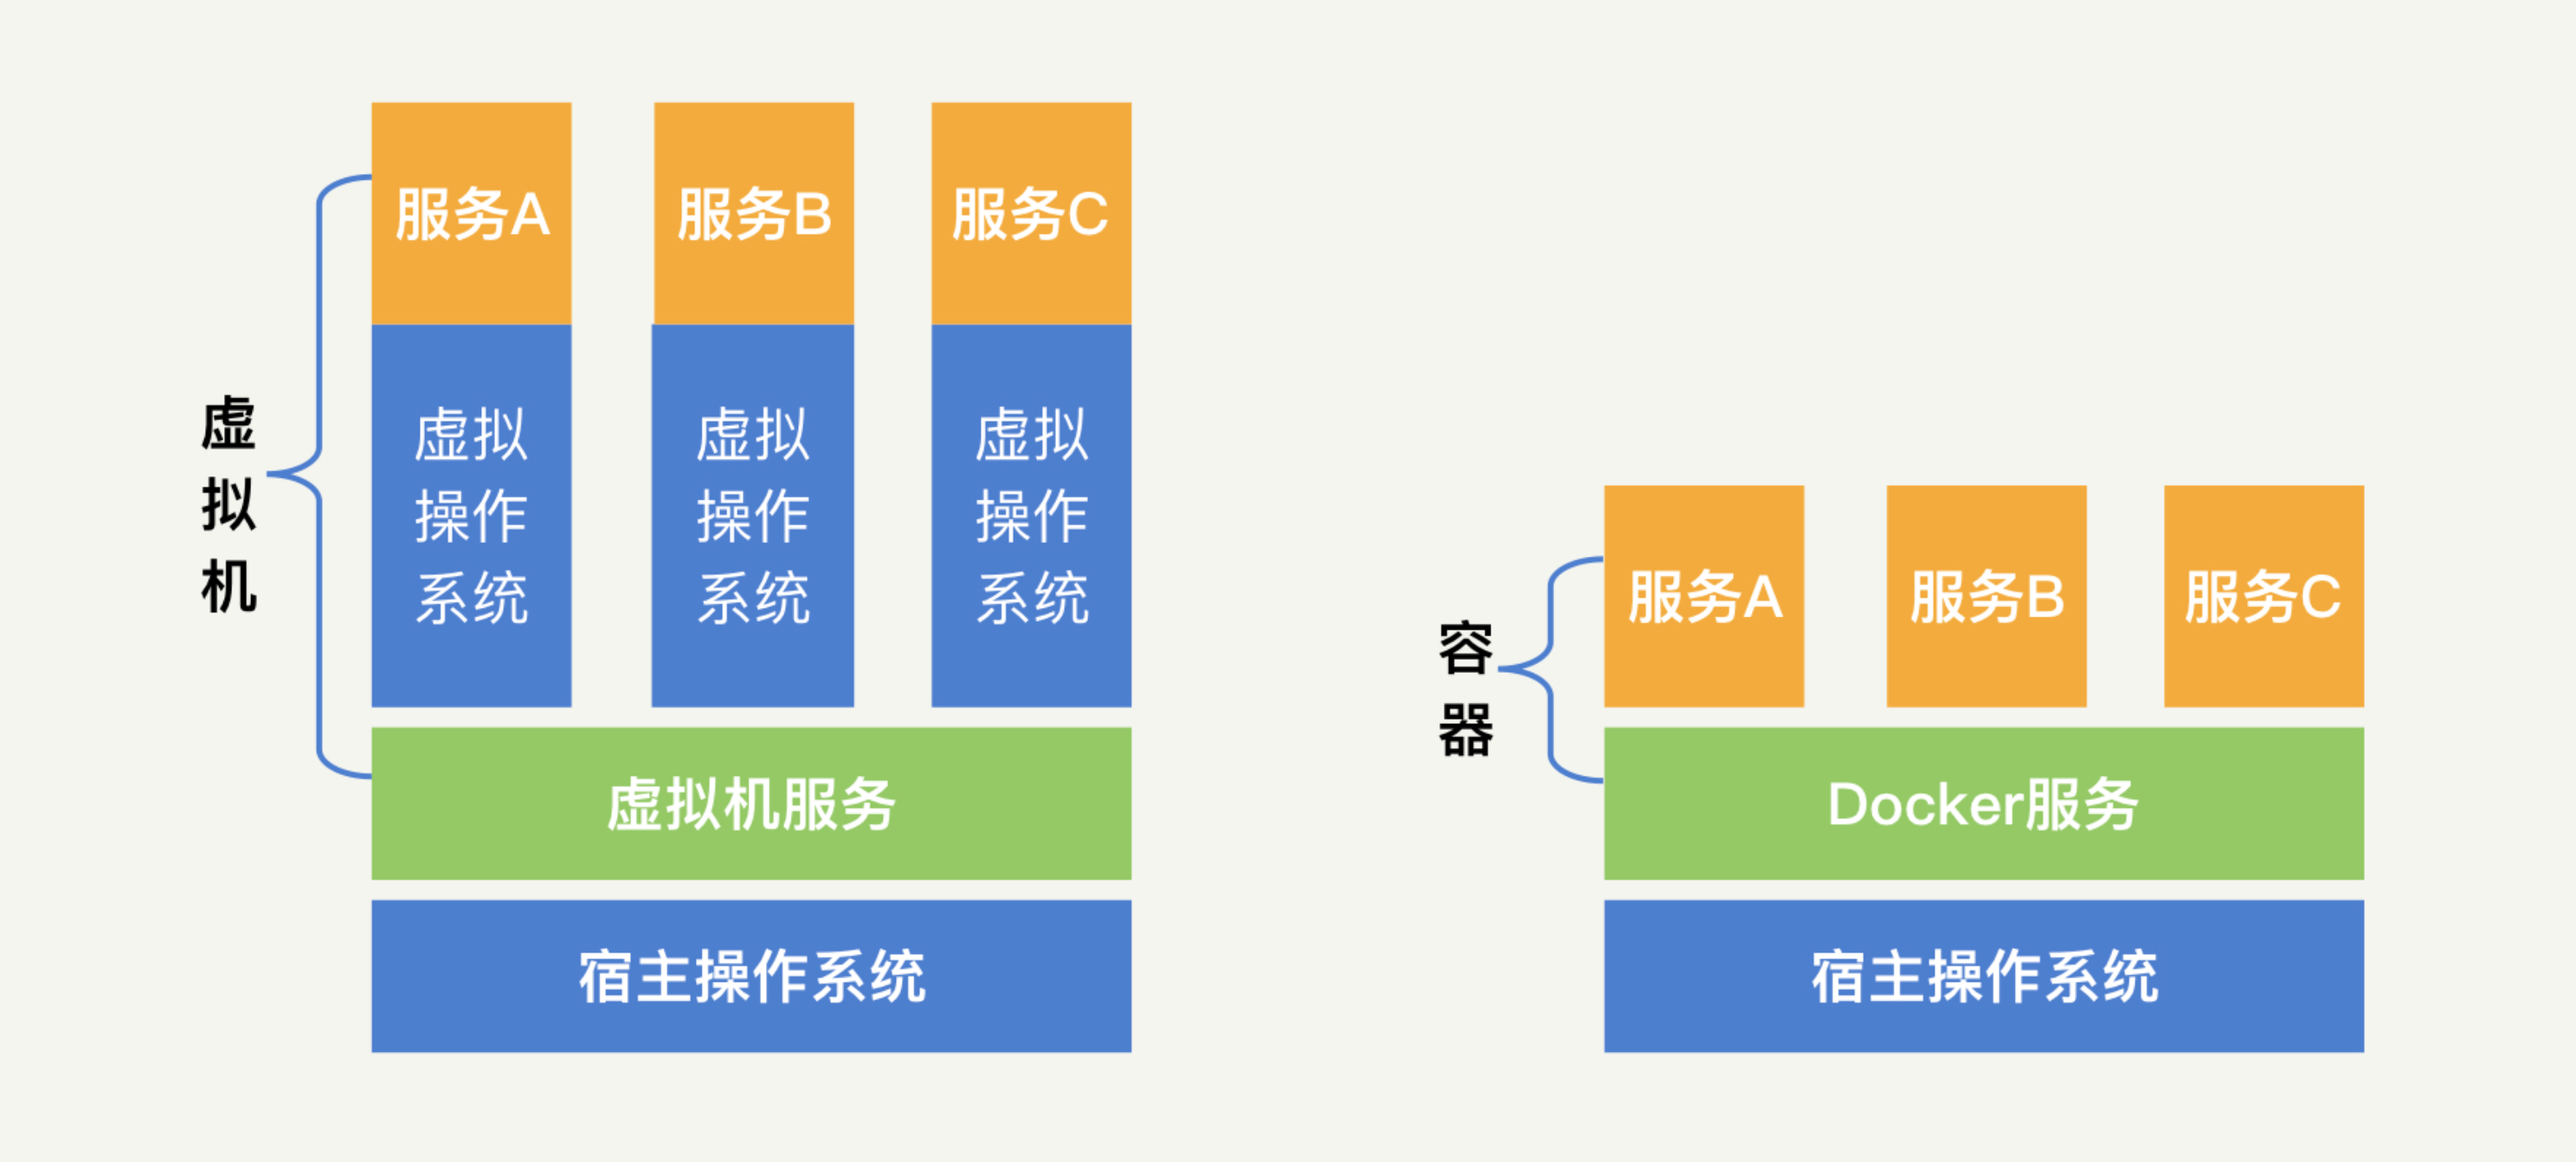 虚
拟
机
服务A
服务B
服务C
虚拟
操作
系统
虚拟
操作
系统
虚拟
操作
系统
虚拟机服务
宿主操作系统
容
器
服务A
服务B
服务C
Docker服务
宿主操作系统